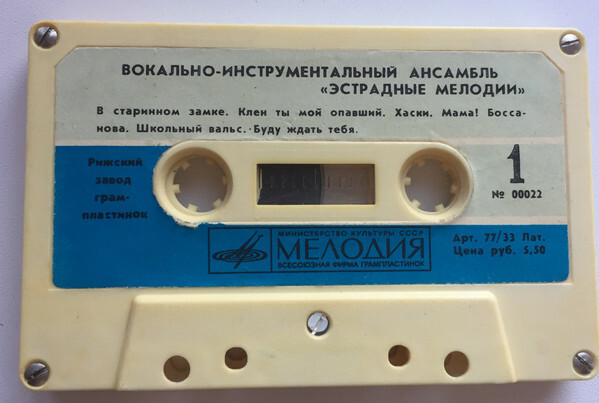 ВОКАЛЬНО-ИНСТРУМЕНТАЛЬНЫЙ АНСАМБЛЬ
«ЭСТРАДНЫЕ МЕЛОДИИ»
В старинном замке. Клен ты мой опавший. Хаски. Мама! Босса-
нова. Школьный вальс. Буду ждать тебя.
Рижский
завод
грам-
пластинок
1
№ 00022
МИНИСТЕРСТВО КУЛЬТУРЫ СССР
МЕЛОДИЯ
ВСЕСОЮЗНАЯ ФИРМА ГРАМПЛАСТИНОК
Арт. 77/33 Лат.
Цена руб. 5,50